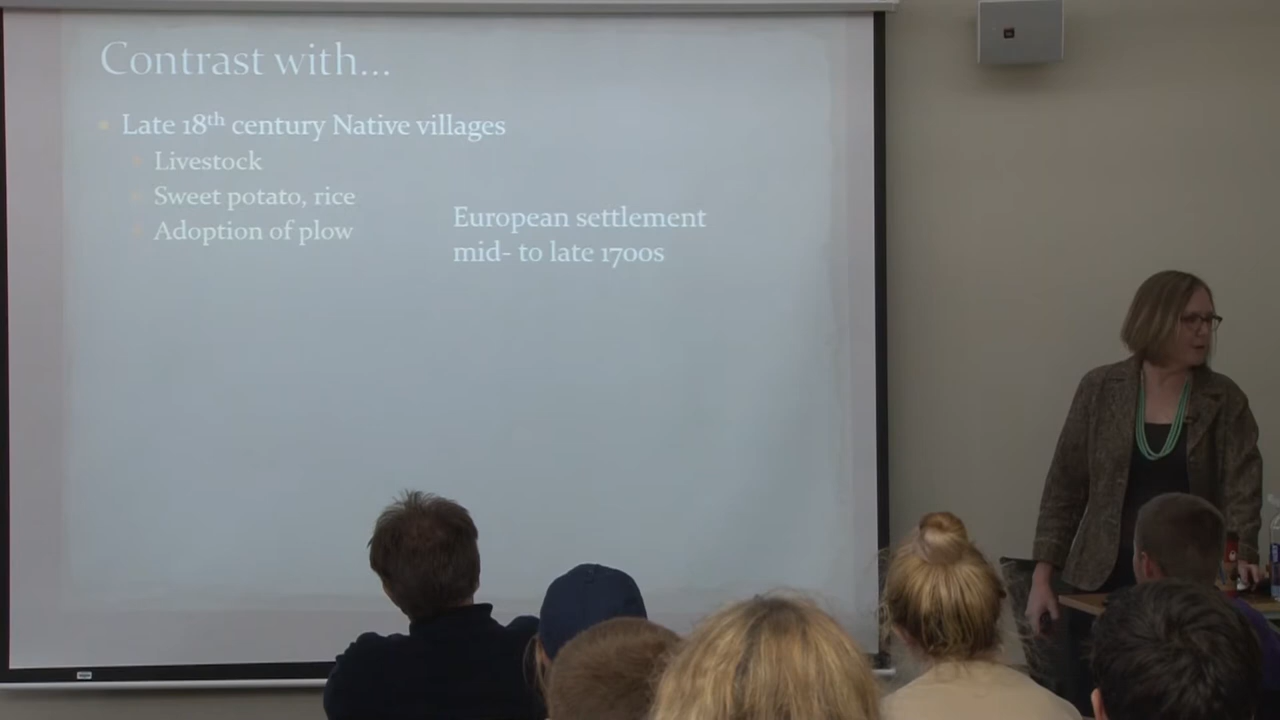 Contrast with...
Late 18th century Native villages
Livestock
Sweet potato, rice
Adoption of plow
European settlement
mid- to late 1700s